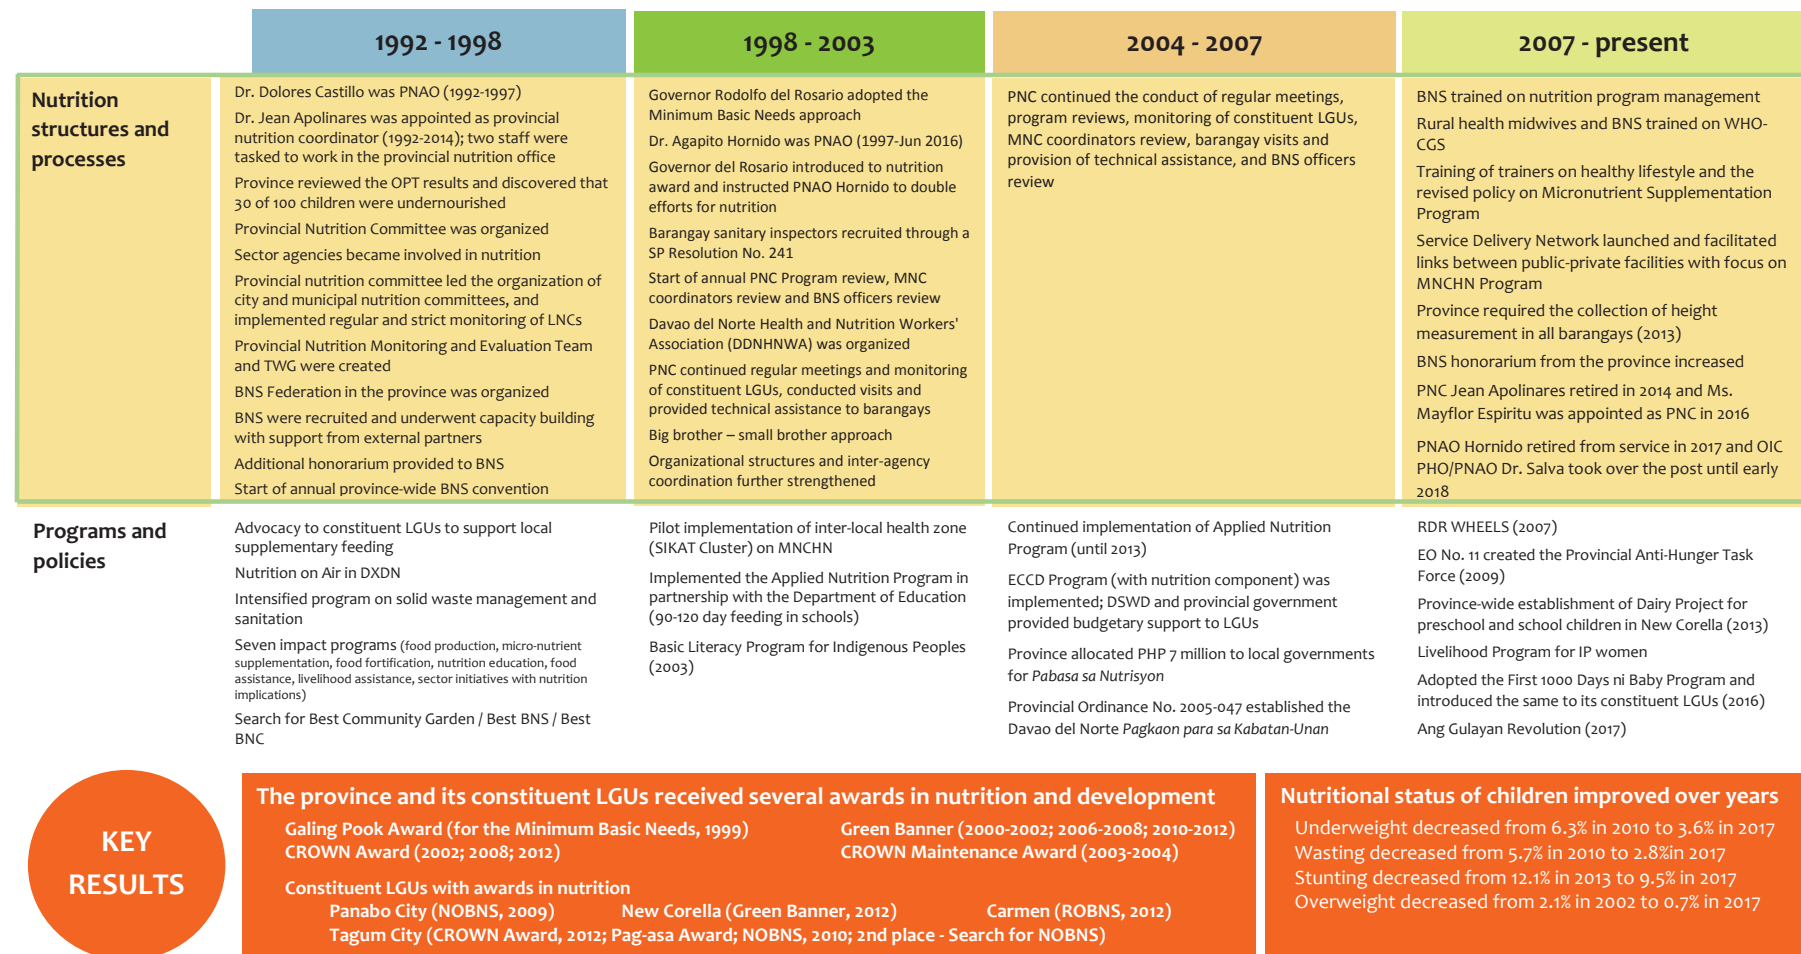 1992 - 1998
1998 - 2003
2004 - 2007
2007 - present
Nutrition
structures and
processes
Dr. Dolores Castillo was PNAO (1992-1997)
Dr. Jean Apolinares was appointed as provincial
nutrition coordinator (1992-2014); two staff were
tasked to work in the provincial nutrition office
Province reviewed the OPT results and discovered that
30 of 100 children were undernourished
Provincial Nutrition Committee was organized
Sector agencies became involved in nutrition
Provincial nutrition committee led the organization of
city and municipal nutrition committees, and
implemented regular and strict monitoring of LNCs
Provincial Nutrition Monitoring and Evaluation Team
and TWG were created
BNS Federation in the province was organized
BNS were recruited and underwent capacity building
with support from external partners
Additional honorarium provided to BNS
Start of annual province-wide BNS convention
Governor Rodolfo del Rosario adopted the
Minimum Basic Needs approach
Dr. Agapito Hornido was PNAO (1997-Jun 2016)
Governor del Rosario introduced to nutrition
award and instructed PNAO Hornido to double
efforts for nutrition
Barangay sanitary inspectors recruited through a
SP Resolution No. 241
Start of annual PNC Program review, MNC
coordinators review and BNS officers review
Davao del Norte Health and Nutrition Workers'
Association (DDNHNWA) was organized
PNC continued regular meetings and monitoring
of constituent LGUs, conducted visits and
provided technical assistance to barangays
Big brother – small brother approach
Organizational structures and inter-agency
coordination further strengthened
PNC continued the conduct of regular meetings,
program reviews, monitoring of constituent LGUs,
MNC coordinators review, barangay visits and
provision of technical assistance, and BNS officers
review
BNS trained on nutrition program management
Rural health midwives and BNS trained on WHO-
CGS
Training of trainers on healthy lifestyle and the
revised policy on Micronutrient Supplementation
Program
Service Delivery Network launched and facilitated
links between public-private facilities with focus on
MNCHN Program
Province required the collection of height
measurement in all barangays (2013)
BNS honorarium from the province increased
PNC Jean Apolinares retired in 2014 and Ms.
Mayflor Espiritu was appointed as PNC in 2016
PNAO Hornido retired from service in 2017 and OIC
PHO/PNAO Dr. Salva took over the post until early
2018
Programs and
policies
Advocacy to constituent LGUs to support local
supplementary feeding
Nutrition on Air in DXDN
Intensified program on solid waste management and
sanitation
Seven impact programs (food production, micro-nutrient
supplementation, food fortification, nutrition education, food
assistance, livelihood assistance, sector initiatives with nutrition
implications)
Search for Best Community Garden / Best BNS / Best
BNC
Pilot implementation of inter-local health zone
(SIKAT Cluster) on MNCHN
Implemented the Applied Nutrition Program in
partnership with the Department of Education
(90-120 day feeding in schools)
Basic Literacy Program for Indigenous Peoples
(2003)
Continued implementation of Applied Nutrition
Program (until 2013)
ECCD Program (with nutrition component) was
implemented; DSWD and provincial government
provided budgetary support to LGUs
Province allocated PHP 7 million to local governments
for Pabasa sa Nutrisyon
Provincial Ordinance No. 2005-047 established the
Davao del Norte Pagkaon para sa Kabatan-Unan
RDR WHEELS (2007)
EO No. 11 created the Provincial Anti-Hunger Task
Force (2009)
Province-wide establishment of Dairy Project for
preschool and school children in New Corella (2013)
Livelihood Program for IP women
Adopted the First 1000 Days ni Baby Program and
introduced the same to its constituent LGUs (2016)
Ang Gulayan Revolution (2017)
KEY
RESULTS
The province and its constituent LGUs received several awards in nutrition and development
Galing Pook Award (for the Minimum Basic Needs, 1999)
Green Banner (2000-2002; 2006-2008; 2010-2012)
CROWN Award (2002; 2008; 2012)
CROWN Maintenance Award (2003-2004)
Constituent LGUs with awards in nutrition
Panabo City (NOBNS, 2009)
New Corella (Green Banner, 2012)
Carmen (ROBNS, 2012)
Tagum City (CROWN Award, 2012; Pag-asa Award; NOBNS, 2010; 2nd place - Search for NOBNS)
Nutritional status of children improved over years
Underweight decreased from 6.3% in 2010 to 3.6% in 2017
Wasting decreased from 5.7% in 2010 to 2.8%in 2017
Stunting decreased from 12.1% in 2013 to 9.5% in 2017
Overweight decreased from 2.1% in 2002 to 0.7% in 2017